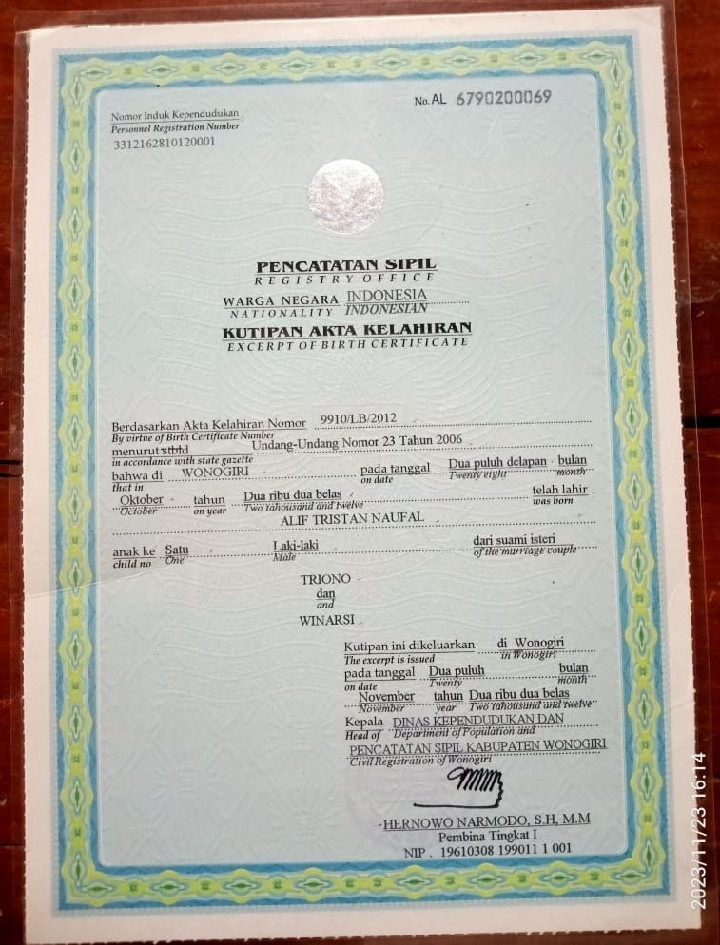 No. AL 6790200069
Nomor Induk Kependudukan
Personnel Registration Number
3312162810120001
PENCATATAN SIPIL
REGISTRY OFFICE
WARGA NEGARA INDONESIA
NATIONALITY INDONESIAN
KUTIPAN AKTA KELAHIRAN
EXCERPT OF BIRTH CERTIFICATE
Berdasarkan Akta Kelahiran Nomor 9910/LB/2012
By virtue of Birth Certificate Number
menurut stbld Undang-Undang Nomor 23 Tahun 2006
in accordance with state gazette
bahwa di WONOGIRI pada tanggal Dua puluh delapan bulan
thet in on date Twenty eight month
Oktober tahun Dua ribu dua belas telah lahir
October on year Two tahousind and twelve was born
ALIF TRISTAN NAUFAL
anak ke Satu Laki-laki dari suami isteri
child no One Male of the murriage couple
TRIONO
dan
and
WINARSI
Kutipan ini dikeluarkan di Wonogiri
The excerpt is issued in Wonogiri
pada tanggal Dua puluh bulan
on date Twenty month
November tahun Dua ribu dua belas
November year Two tahousand and twelve
Kepala DINAS KEPENDUDUKAN DAN
Head of Department of Population and
PENCATATAN SIPIL KABUPATEN WONOGIRI
Civil Registration of Wonogiri
HERNOWO NARMODO, S.H, M.M
Pembina Tingkat I
NIP . 19610308 199011 1 001
2023/11/23 16:14